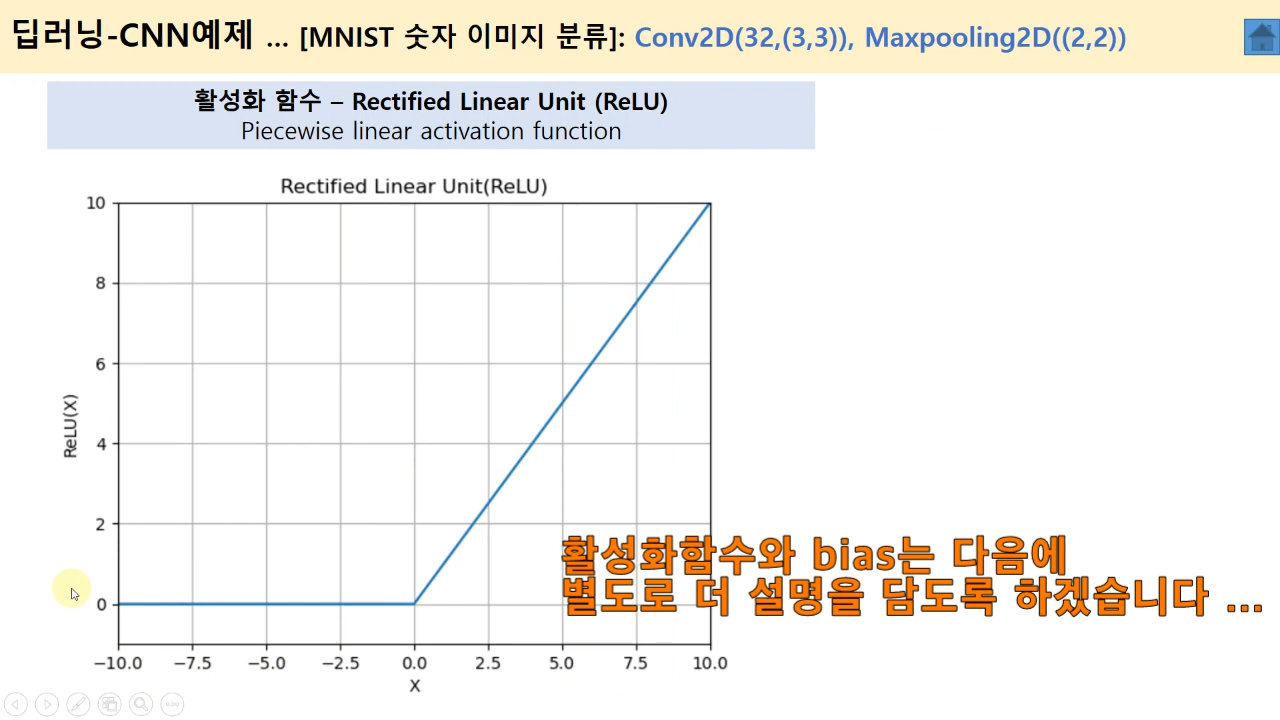 딥러닝-CNN예제 ... [MNIST 숫자 이미지 분류]: Conv2D(32,(3,3)), Maxpooling2D((2,2))
활성화 함수 – Rectified Linear Unit (ReLU)
Piecewise linear activation function
Rectified Linear Unit(ReLU)
10
8
6
4
2
0
ReLU(X)
−10.0 −7.5 −5.0 −2.5 0.0 2.5 5.0 7.5 10.0
X
활성화함수와 bias는 다음에
별도로 더 설명을 담도록 하겠습니다 ...